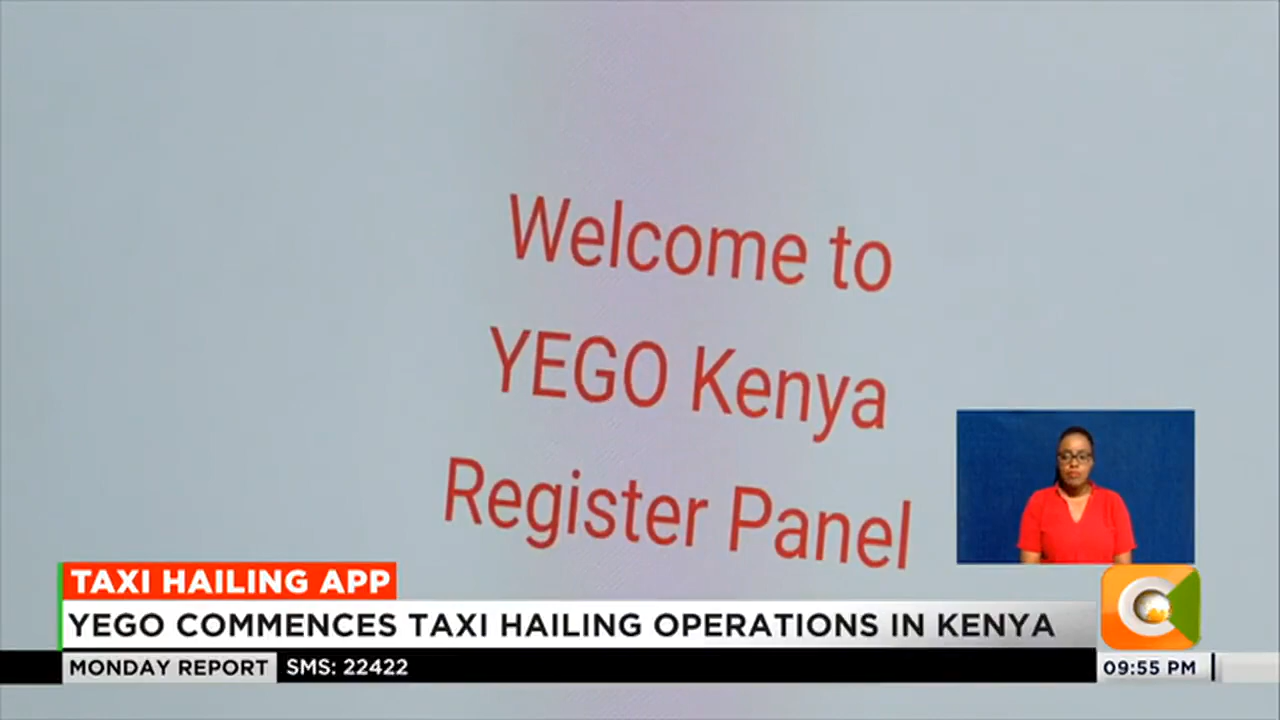 Welcome to
YEGO Kenya
Register Panel
TAXI HAILING APP
YEGO COMMENCES TAXI HAILING OPERATIONS IN KENYA
MONDAY REPORT SMS: 22422
09:55 PM